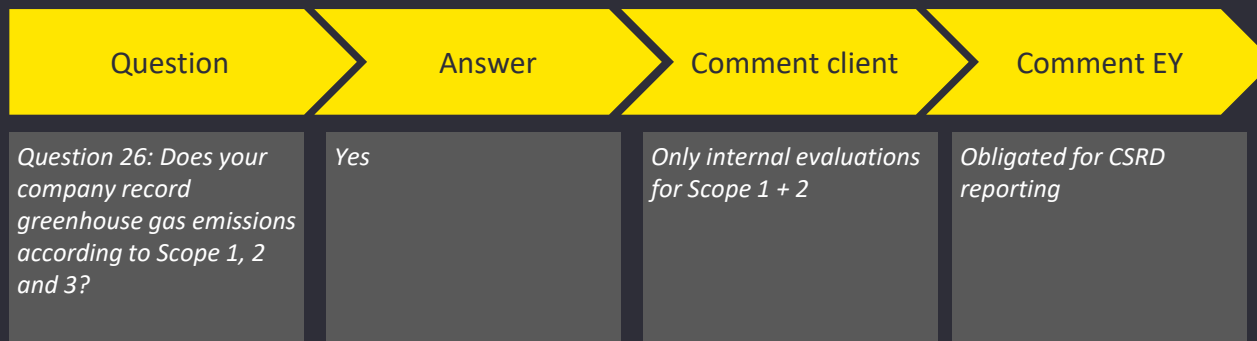 Question
Answer
Comment client
Comment EY
Question 26: Does your
company record
greenhouse gas emissions
according to Scope 1, 2
and 3?
Yes
Only internal evaluations
for Scope 1 + 2
Obligated for CSRD
reporting